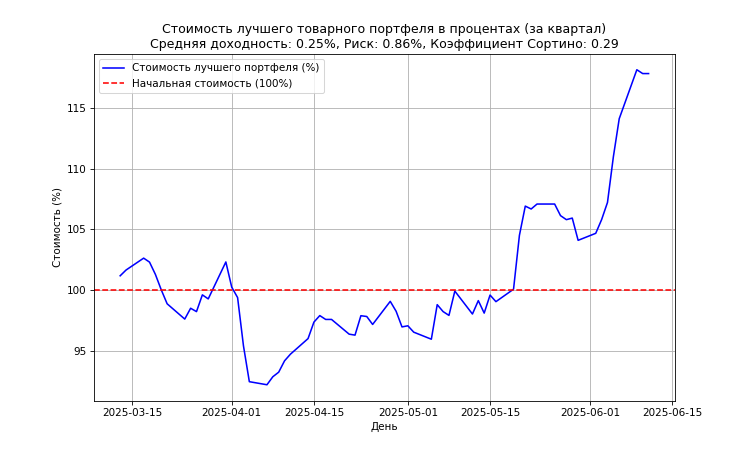 Стоимость лучшего товарного портфеля в процентах (за квартал)
Средняя доходность: 0.25%, Риск: 0.86%, Коэффициент Сортино: 0.29
Стоимость лучшего портфеля (%)
Начальная стоимость (100%)
Стоимость (%)
115
110
105
100
95
2025-03-15
2025-04-01
2025-04-15
2025-05-01
2025-05-15
2025-06-01
2025-06-15
День